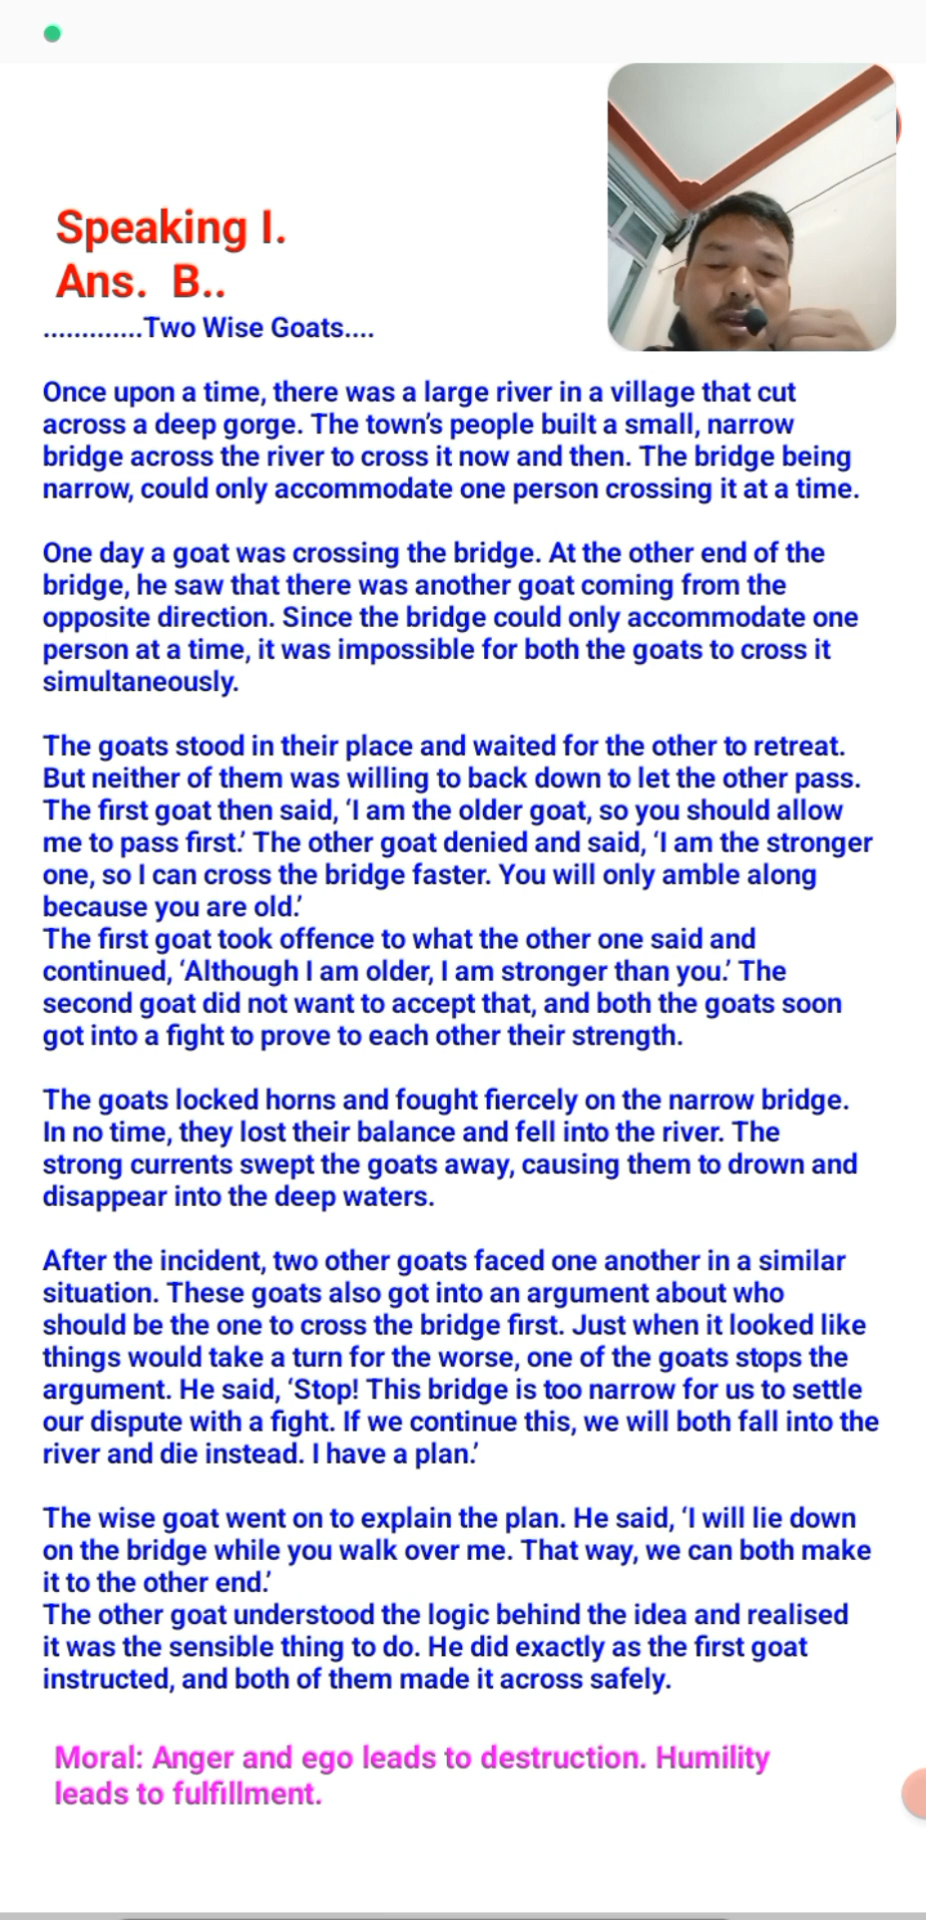 Speaking I.
Ans. B..
.............Two Wise Goats....
Once upon a time, there was a large river in a village that cut
across a deep gorge. The town’s people built a small, narrow
bridge across the river to cross it now and then. The bridge being
narrow, could only accommodate one person crossing it at a time.
One day a goat was crossing the bridge. At the other end of the
bridge, he saw that there was another goat coming from the
opposite direction. Since the bridge could only accommodate one
person at a time, it was impossible for both the goats to cross it
simultaneously.
The goats stood in their place and waited for the other to retreat.
But neither of them was willing to back down to let the other pass.
The first goat then said, ‘I am the older goat, so you should allow
me to pass first.’ The other goat denied and said, ‘I am the stronger
one, so I can cross the bridge faster. You will only amble along
because you are old.’
The first goat took offence to what the other one said and
continued, ‘Although I am older, I am stronger than you.’ The
second goat did not want to accept that, and both the goats soon
got into a fight to prove to each other their strength.
The goats locked horns and fought fiercely on the narrow bridge.
In no time, they lost their balance and fell into the river. The
strong currents swept the goats away, causing them to drown and
disappear into the deep waters.
After the incident, two other goats faced one another in a similar
situation. These goats also got into an argument about who
should be the one to cross the bridge first. Just when it looked like
things would take a turn for the worse, one of the goats stops the
argument. He said, ‘Stop! This bridge is too narrow for us to settle
our dispute with a fight. If we continue this, we will both fall into the
river and die instead. I have a plan.’
The wise goat went on to explain the plan. He said, ‘I will lie down
on the bridge while you walk over me. That way, we can both make
it to the other end.’
The other goat understood the logic behind the idea and realised
it was the sensible thing to do. He did exactly as the first goat
instructed, and both of them made it across safely.
Moral: Anger and ego leads to destruction. Humility
leads to fulfillment.